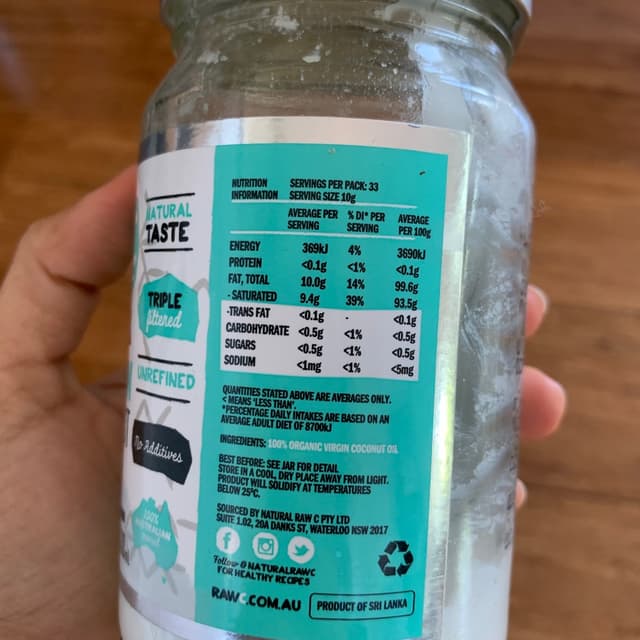 NATURAL
TASTE
TRIPLE
filtered
UNREFINED
No Additives
100%
NUTRITION INFORMATION
SERVINGS PER PACK: 33
SERVING SIZE 10g
AVERAGE PER SERVING % DI* PER SERVING AVERAGE PER 100g
ENERGY 369kJ 4% 3690kJ
PROTEIN <0.1g <1% <0.1g
FAT, TOTAL 10.0g 14% 99.6g
- SATURATED 9.4g 39% 93.5g
-TRANS FAT <0.1g - <0.1g
CARBOHYDRATE <0.5g <1% <0.5g
SUGARS <0.5g <1% <0.5g
SODIUM <1mg <1% <5mg
QUANTITIES STATED ABOVE ARE AVERAGES ONLY.
< MEANS 'LESS THAN'.
*PERCENTAGE DAILY INTAKES ARE BASED ON AN
AVERAGE ADULT DIET OF 8700kJ
INGREDIENTS: 100% ORGANIC VIRGIN COCONUT OIL
BEST BEFORE: SEE JAR FOR DETAIL
STORE IN A COOL, DRY PLACE AWAY FROM LIGHT.
PRODUCT WILL SOLIDIFY AT TEMPERATURES
BELOW 25°C.
SOURCED BY NATURAL RAW C PTY LTD
SUITE 1.02, 20A DANKS ST, WATERLOO NSW 2017
Follow @NATURALRAWC
FOR HEALTHY RECIPES
RAWC.COM.AU
PRODUCT OF SRI LANKA